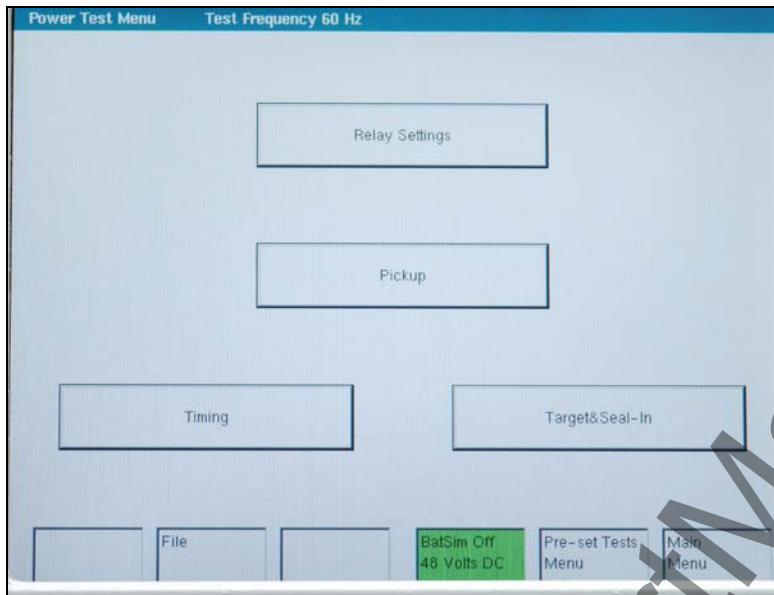 Power Test Menu Test Frequency 60 Hz
Relay Settings
Pickup
Timing Target&Seal-In
File BatSim Off Pre-set Tests Main
48 Volts DC Menu Menu